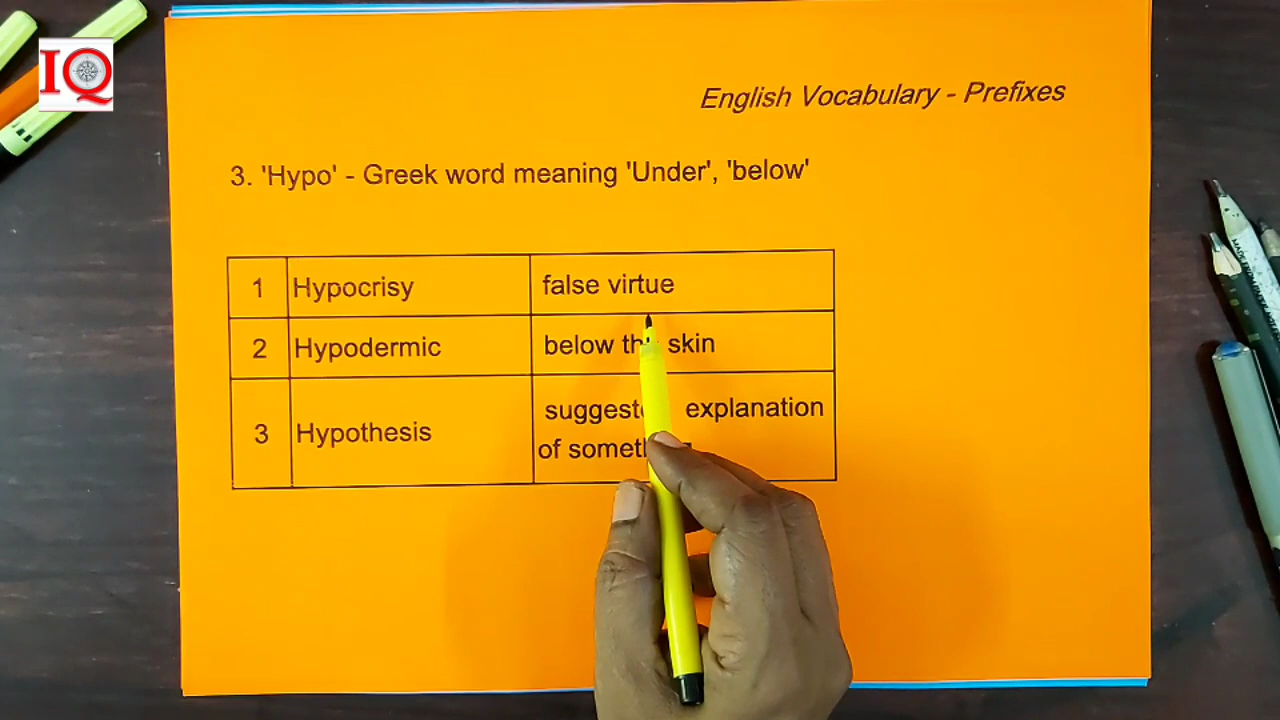 IQ
English Vocabulary - Prefixes
3. 'Hypo' - Greek word meaning 'Under', 'below'
1 Hypocrisy false virtue
2 Hypodermic below skin
3 Hypothesis explanation
of